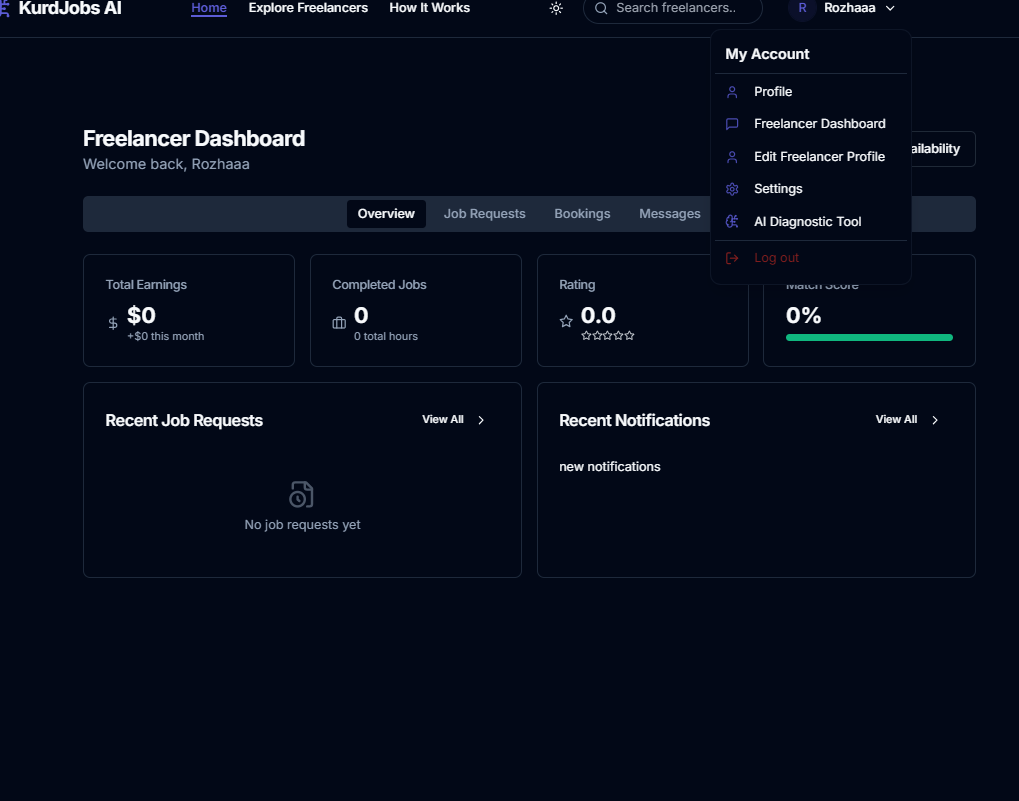 KurdJobs AI
Home Explore Freelancers How It Works Search freelancers.. R Rozhaaa
My Account
Profile
Freelancer Dashboard
Edit Freelancer Profile
Settings
AI Diagnostic Tool
Log out
Freelancer Dashboard
Welcome back, Rozhaaa
Overview Job Requests Bookings Messages
Total Earnings
$0
+$0 this month
Completed Jobs
0
0 total hours
Rating
0.0
Match Score
0%
Recent Job Requests View All
No job requests yet
Recent Notifications View All
new notifications